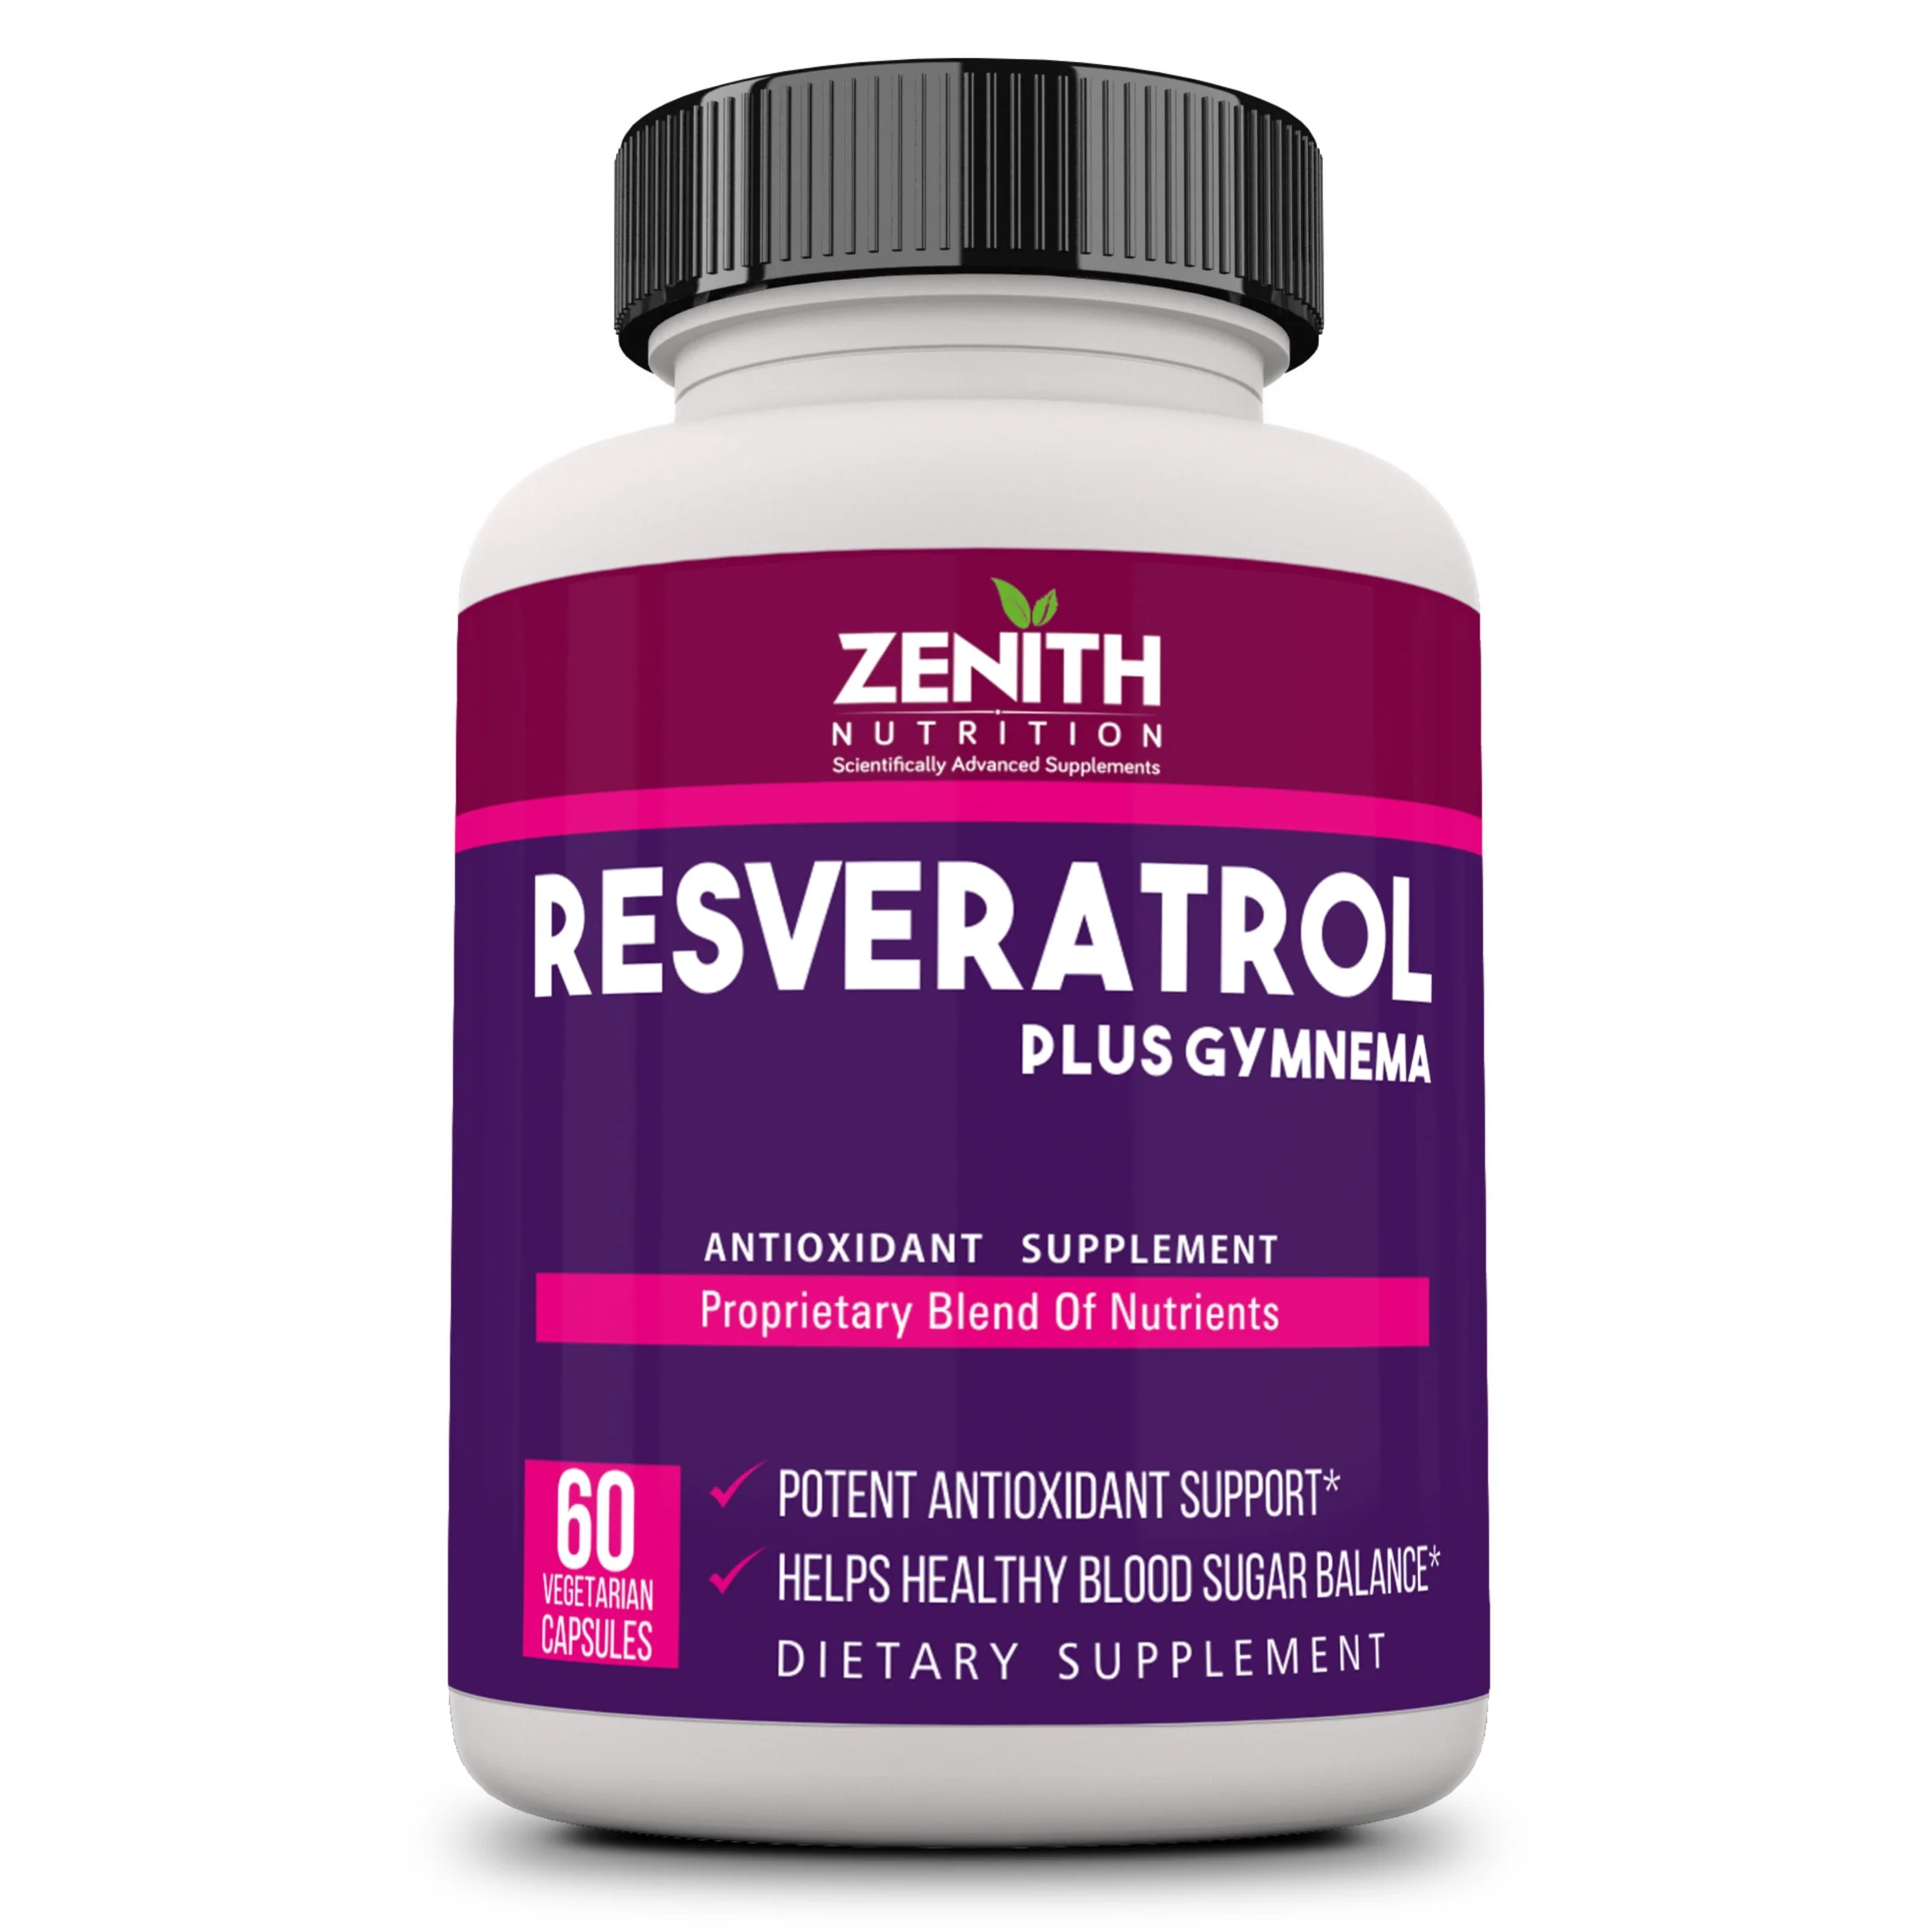 ZENITH
NUTRITION
Scientifically Advanced Supplements
RESVERATROL
PLUS GYMNEMA
ANTIOXIDANT SUPPLEMENT
Proprietary Blend Of Nutrients
60
VEGETARIAN
CAPSULES
POTENT ANTIOXIDANT SUPPORT*
HELPS HEALTHY BLOOD SUGAR BALANCE*
DIETARY SUPPLEMENT